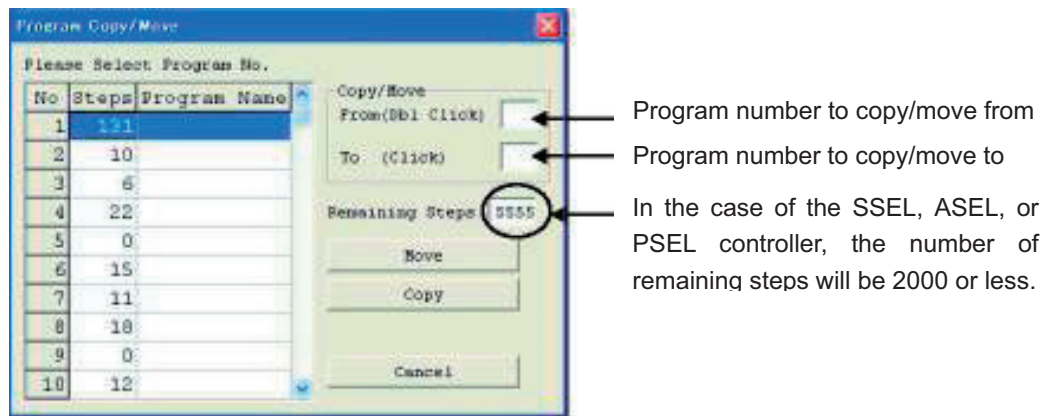 Program Copy/Move
Please Select Program No.
No Steps Program Name
1 131
2 10
3 6
4 22
5 0
6 15
7 11
8 18
9 0
10 12
Copy/Move
From(Dbl Click)
To (Click)
Remaining Steps 5555
Move
Copy
Cancel
Program number to copy/move from
Program number to copy/move to
In the case of the SSEL, ASEL, or
PSEL controller, the number of
remaining steps will be 2000 or less.